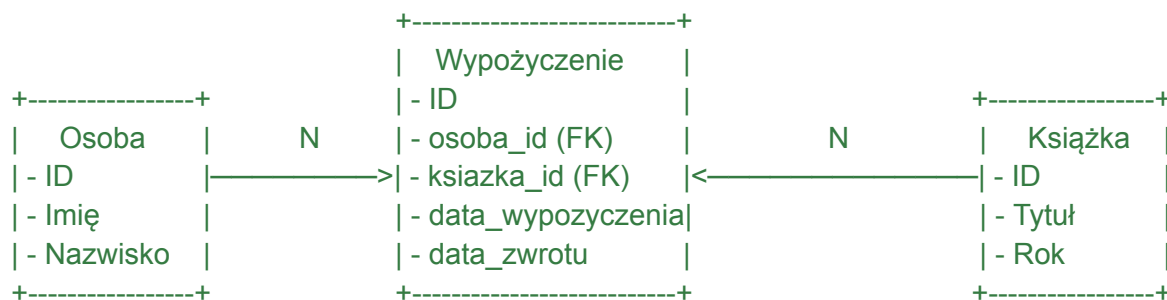 +---------------------------+
| Wypożyczenie |
+-----------------+ | - ID | +-----------------+
| Osoba | N | - osoba_id (FK) | N | Książka |
| - ID |──────────>| - ksiazka_id (FK) |<────────────────| - ID |
| - Imię | | - data_wypozyczenia| | - Tytuł |
| - Nazwisko | | - data_zwrotu | | - Rok |
+-----------------+ +---------------------------+ +-----------------+